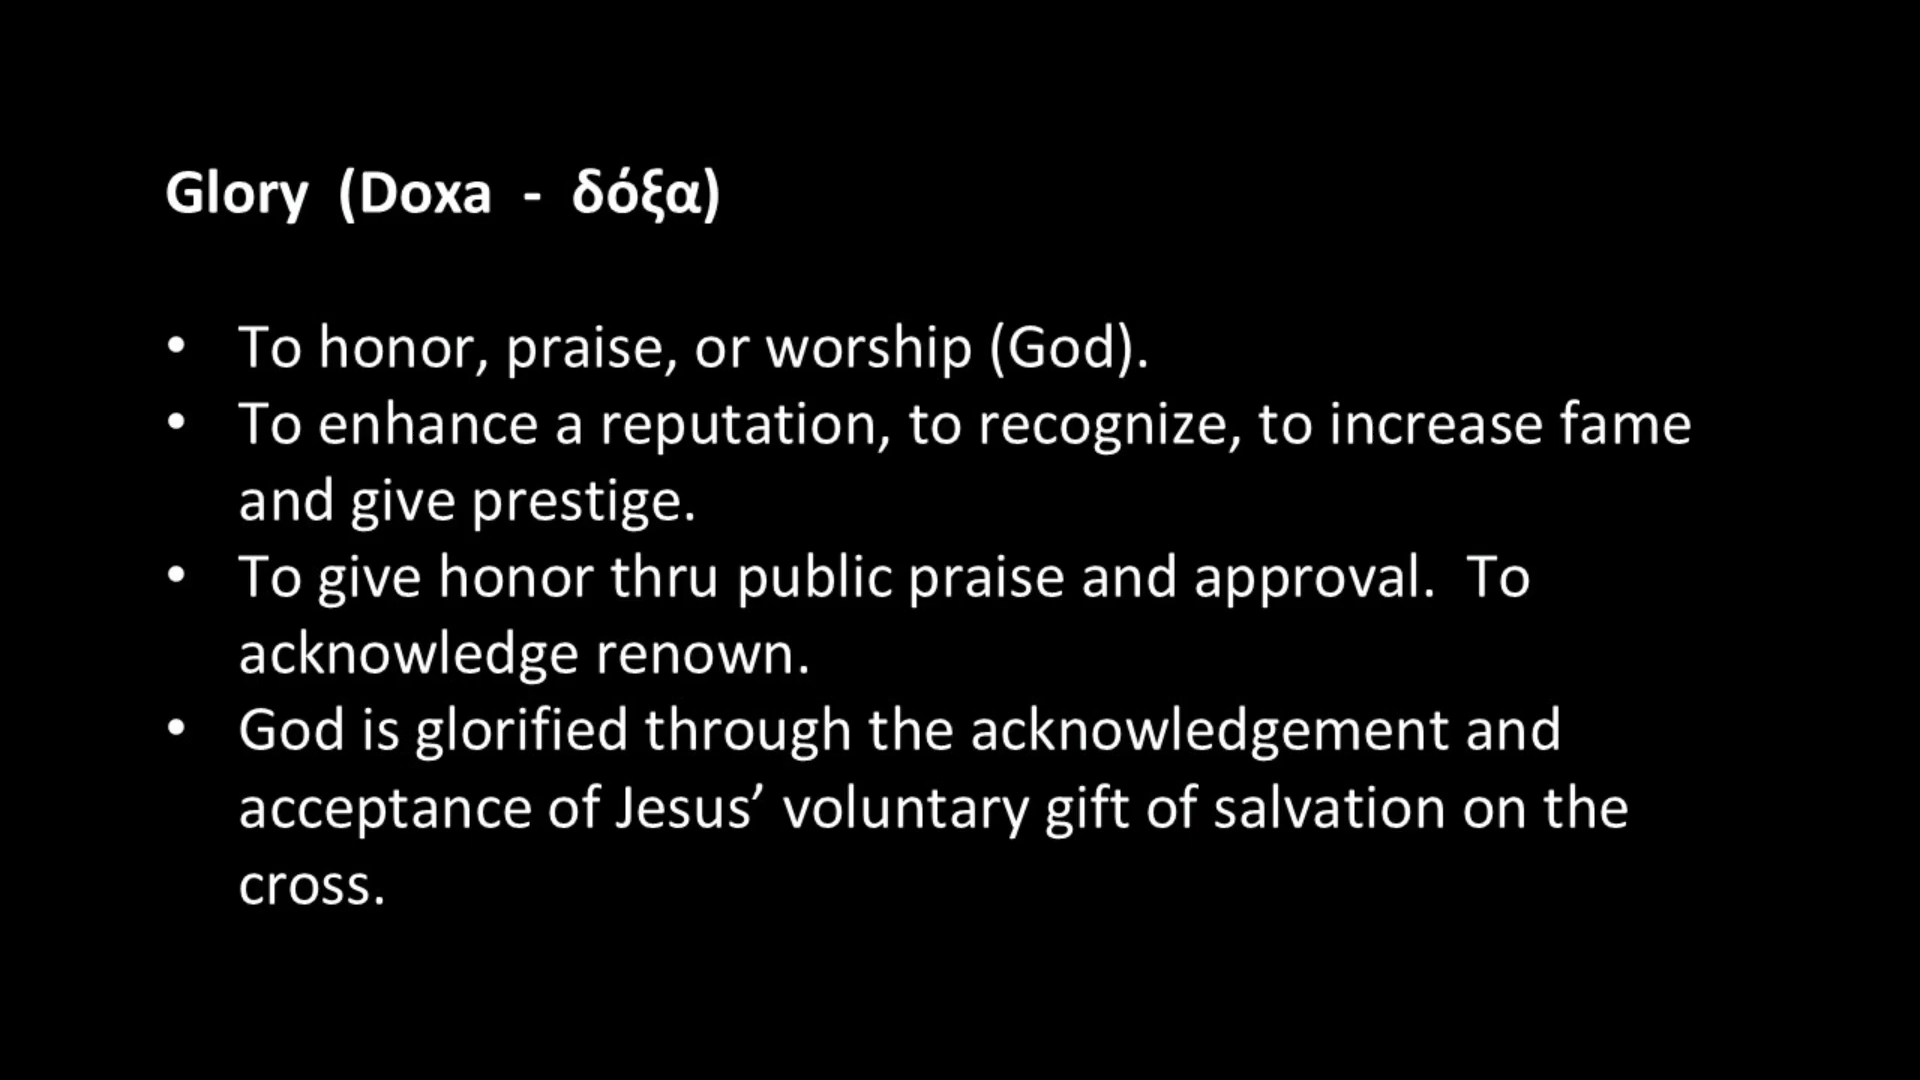 Glory (Doxa - δόξα)
• To honor, praise, or worship (God).
• To enhance a reputation, to recognize, to increase fame
and give prestige.
• To give honor thru public praise and approval. To
acknowledge renown.
• God is glorified through the acknowledgement and
acceptance of Jesus’ voluntary gift of salvation on the
cross.